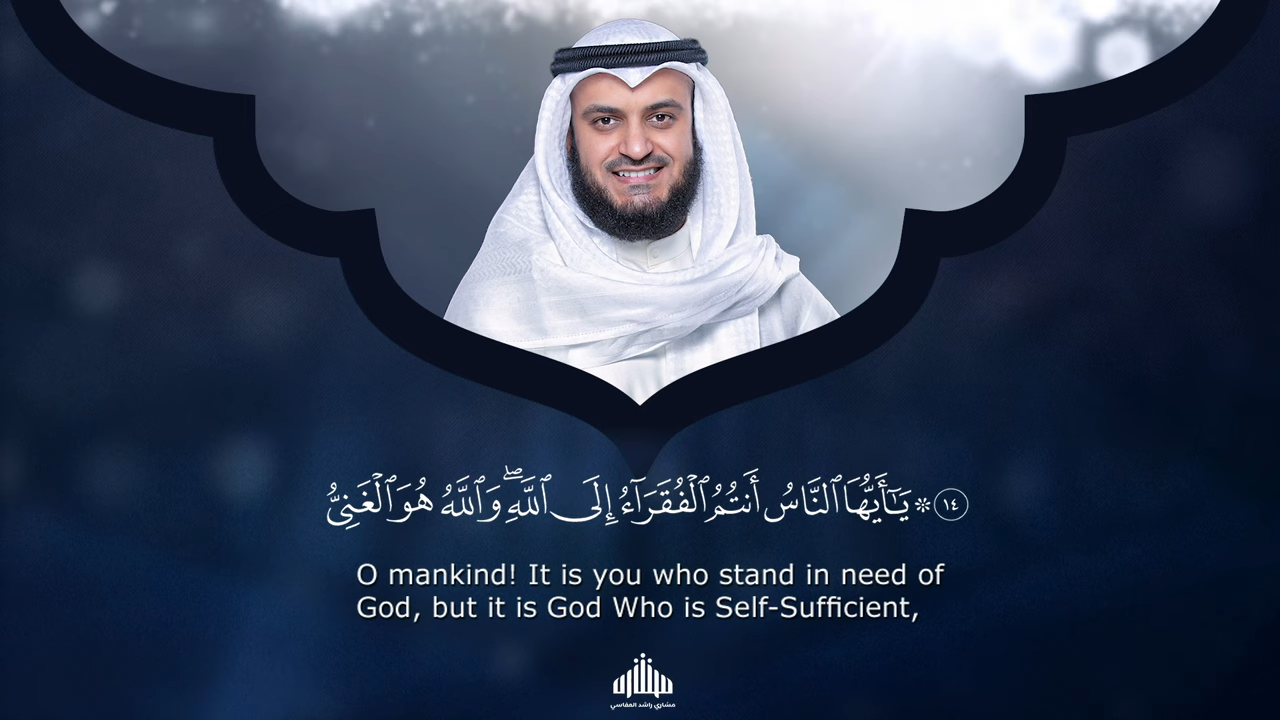 ١٤ * يَـٰٓأَيُّهَا ٱلنَّاسُ أَنتُمُ ٱلْفُقَرَآءُ إِلَى ٱللَّهِۖ وَٱللَّهُ هُوَ ٱلْغَنِىُّ
O mankind! It is you who stand in need of
God, but it is God Who is Self-Sufficient,
مشاري راشد العفاسي